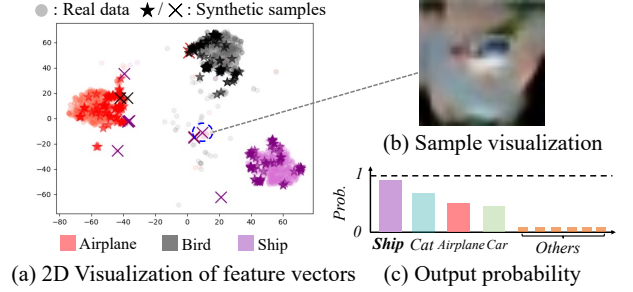 : Real data ★ / × : Synthetic samples
60
40
20
0
−20
−40
−60
−80 −60 −40 −20 0 20 40 60
Airplane Bird Ship
(a) 2D Visualization of feature vectors
(b) Sample visualization
Prob.
1
0
Ship Cat Airplane Car Others
(c) Output probability